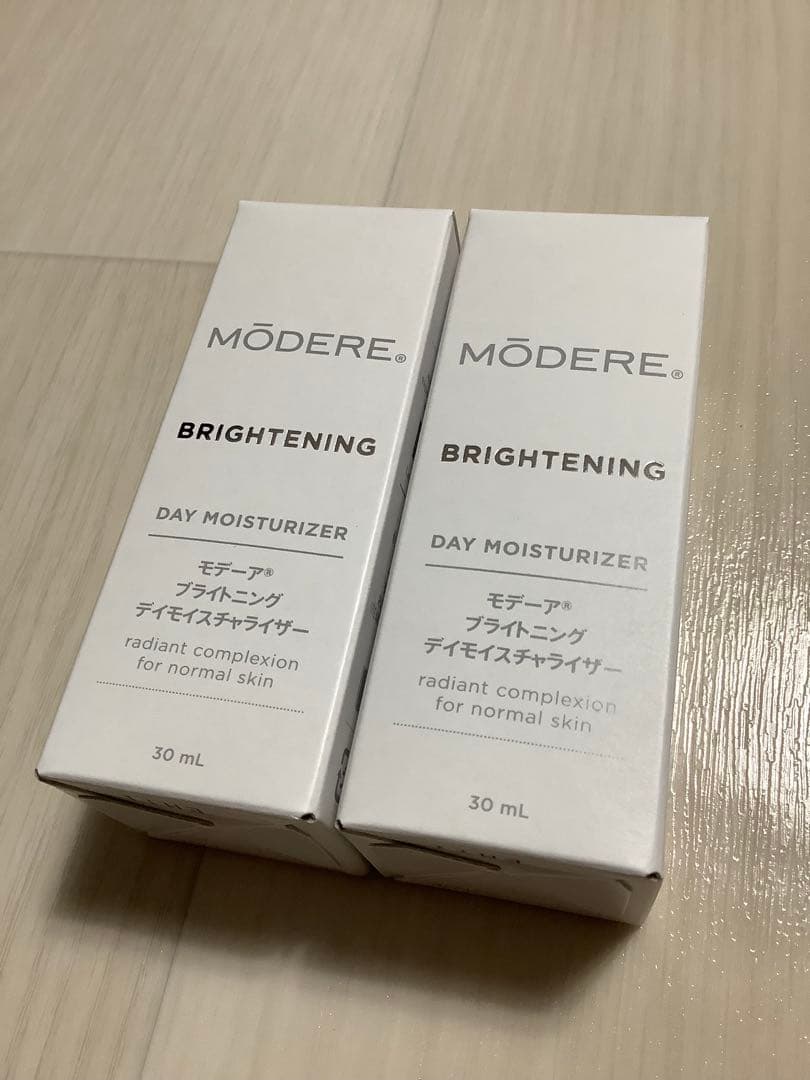 MŌDERE®
BRIGHTENING
DAY MOISTURIZER
モデーア®
ブライトニング
デイモイスチャライザー
radiant complexion
for normal skin
30 mL
MŌDERE®
BRIGHTENING
DAY MOISTURIZER
モデーア®
ブライトニング
デイモイスチャライザー
radiant complexion
for normal skin
30 mL